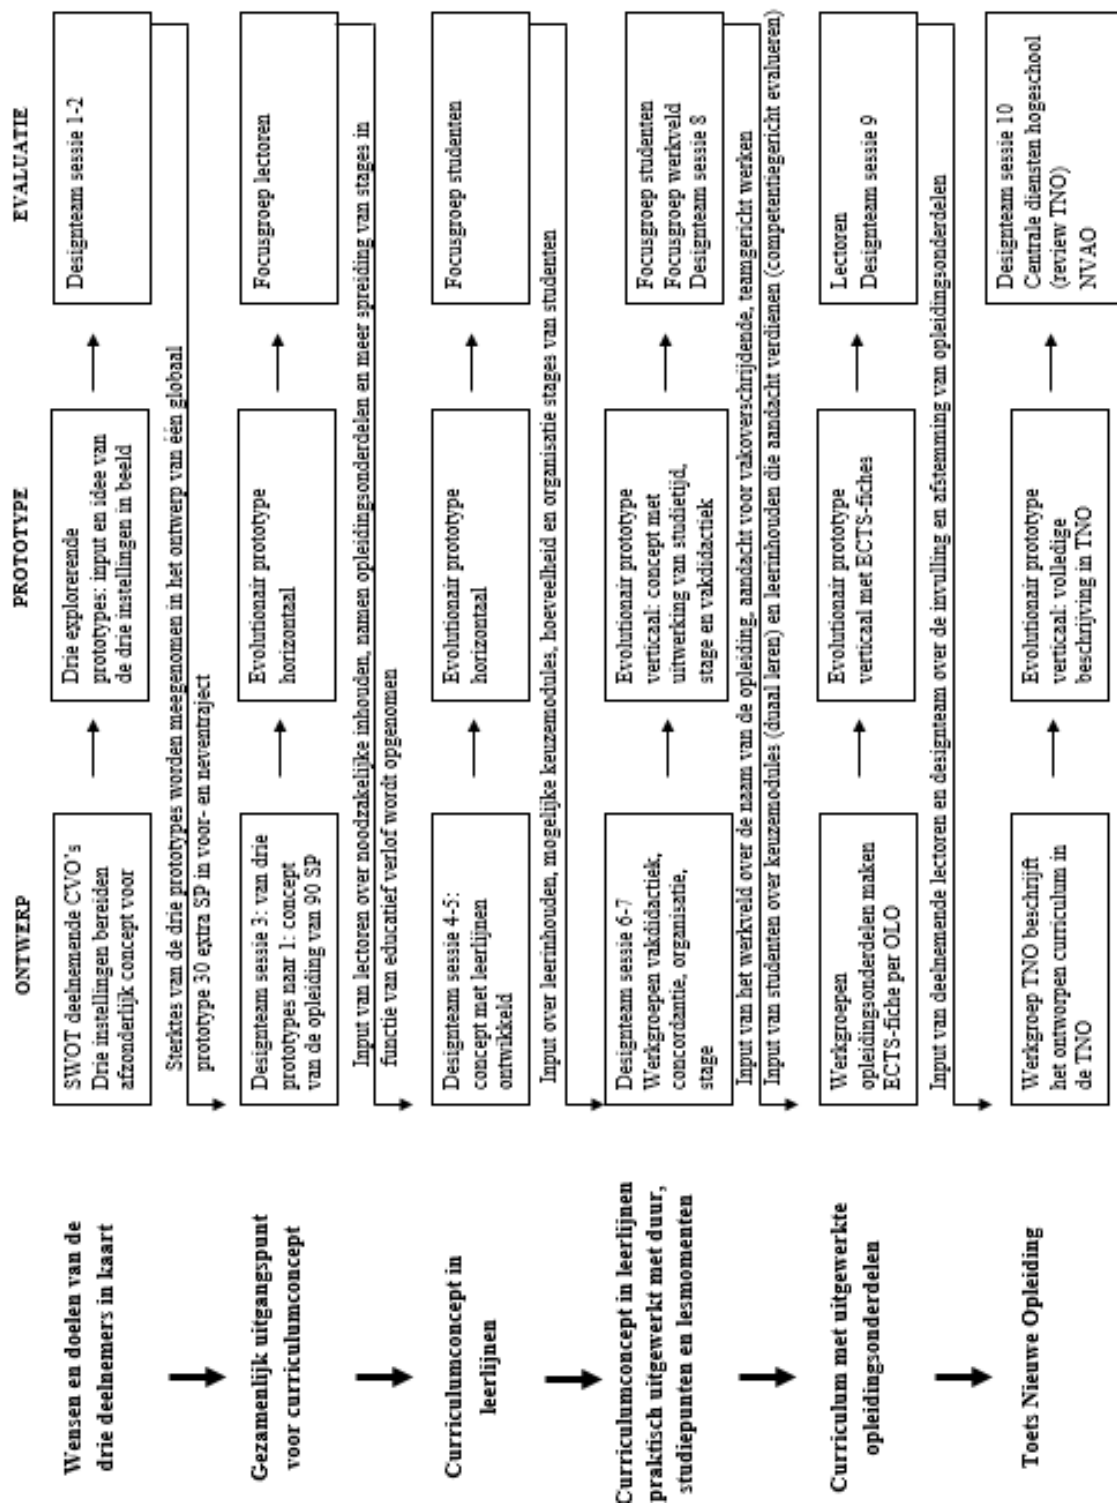 ONTWERP
PROTOTYPE
EVALUATIE
Wensen en doelen van de
drie deelnemers in kaart
SWOT deelnemende CVO's
Drie instellingen bereiden
afzonderlijk concept voor
Drie explorerende
prototypes: input en idee van
de drie instellingen in beeld
Designteam sessie 1-2
Sterktes van de drie prototypes worden meegenomen in het ontwerp van één globaal
prototype 30 extra SP in voor- en neventraject
Gezamenlijk uitgangspunt
voor curriculumconcept
Designteam sessie 3: van drie
prototypes naar 1: concept
van de opleiding van 90 SP
Evolutionair prototype
horizontaal
Focusgroep lectoren
Input van lectoren over noodzakelijke inhouden, namen opleidingsonderdelen en meer spreiding van stages in
functie van educatief verlof wordt opgenomen
Curriculumconcept in
leerlijnen
Designteam sessie 4-5:
concept met leerlijnen
ontwikkeld
Evolutionair prototype
horizontaal
Focusgroep studenten
Input over leerinhouden, mogelijke keuzemodules, hoeveelheid en organisatie stages van studenten
Curriculumconcept in leerlijnen
praktisch uitgewerkt met duur,
studiepunten en lesmomenten
Designteam sessie 6-7
Werkgroepen vakdidactiek,
concordantie, organisatie,
stage
Evolutionair prototype
verticaal: concept met
uitwerking van studietijd,
stage en vakdidactiek
Focusgroep studenten
Focusgroep werkveld
Designteam sessie 8
Input van het werkveld over de naam van de opleiding, aandacht voor vakoverschrijdende, teamgericht werken
Input van studenten over keuzemodules (duaal leren) en leerinhouden die aandacht verdienen (competentiegericht evalueren)
Curriculum met uitgewerkte
opleidingsonderdelen
Werkgroepen
opleidingsonderdelen maken
ECTS-fiche per OLO
Evolutionair prototype
verticaal met ECTS-fiches
Lectoren
Designteam sessie 9
Input van deelnemende lectoren en designteam over de invulling en afstemming van opleidingsonderdelen
Toets Nieuwe Opleiding
Werkgroep TNO beschrijft
het ontworpen curriculum in
de TNO
Evolutionair prototype
verticaal: volledige
beschrijving in TNO
Designteam sessie 10
Centrale diensten hogeschool
(review TNO)
NVAO